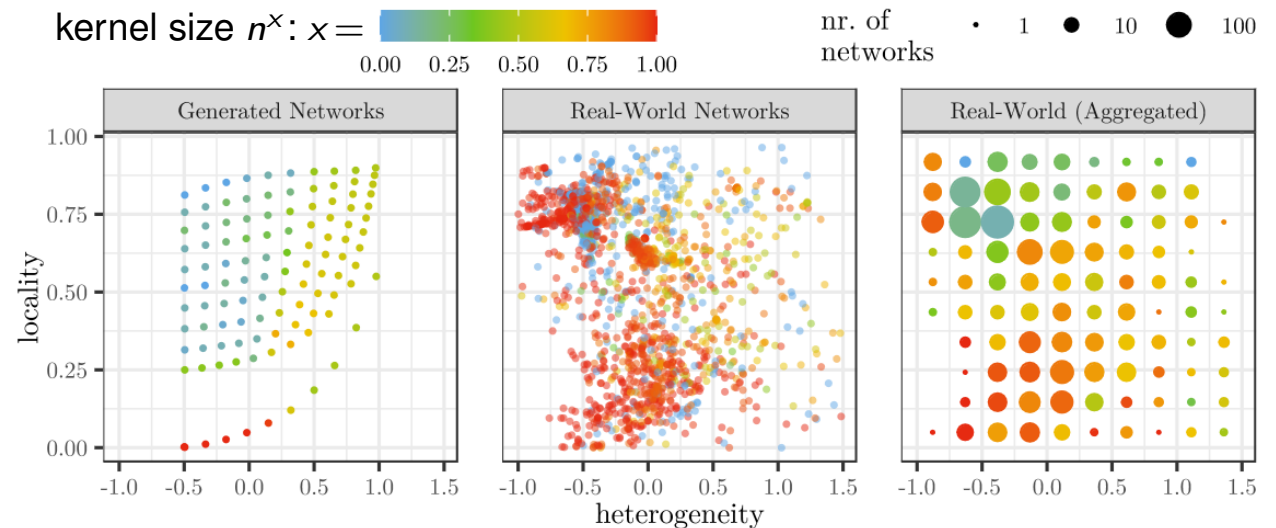 kernel size nˣ: x =
0.00 0.25 0.50 0.75 1.00
nr. of
networks
1 10 100
Generated Networks Real-World Networks Real-World (Aggregated)
locality
1.00
0.75
0.50
0.25
0.00
-1.0 -0.5 0.0 0.5 1.0 1.5
-1.0 -0.5 0.0 0.5 1.0 1.5
-1.0 -0.5 0.0 0.5 1.0 1.5
heterogeneity